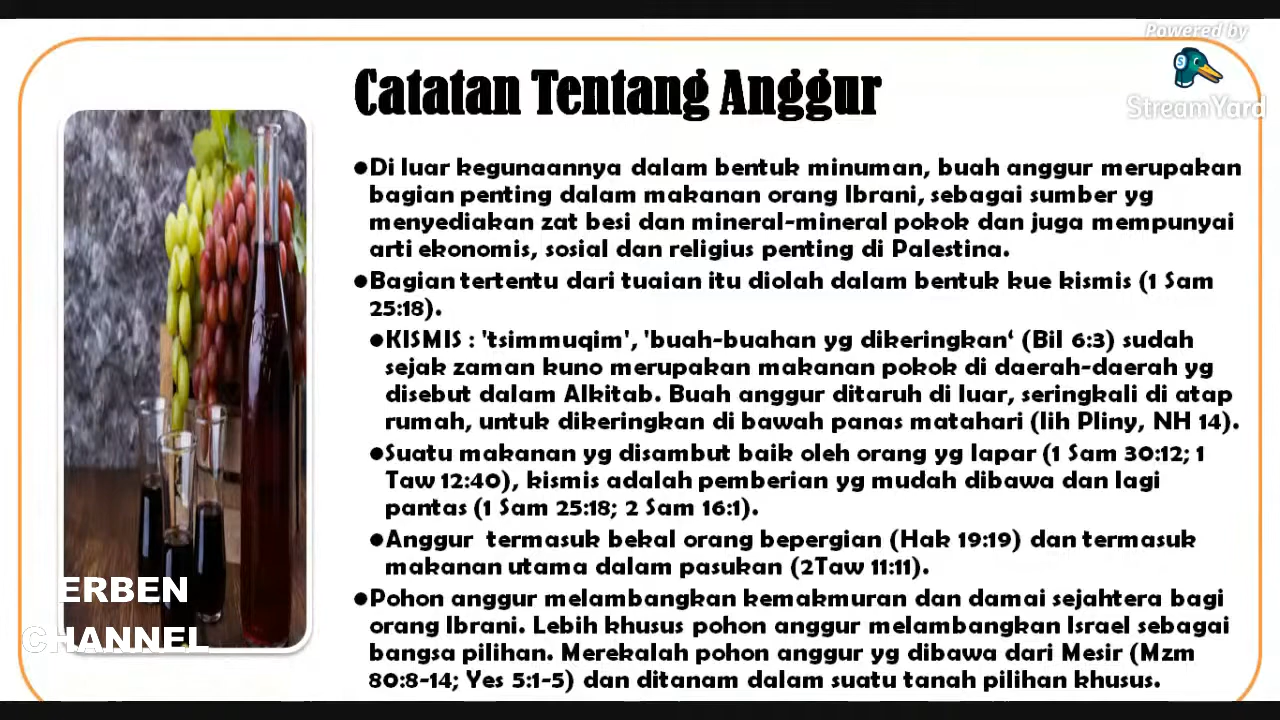 Powered by
StreamYard
Catatan Tentang Anggur
•Di luar kegunaannya dalam bentuk minuman, buah anggur merupakan
bagian penting dalam makanan orang Ibrani, sebagai sumber yg
menyediakan zat besi dan mineral-mineral pokok dan juga mempunyai
arti ekonomis, sosial dan religius penting di Palestina.
•Bagian tertentu dari tuaian itu diolah dalam bentuk kue kismis (1 Sam
25:18).
•KISMIS : 'tsimmuqim', 'buah-buahan yg dikeringkan‘ (Bil 6:3) sudah
sejak zaman kuno merupakan makanan pokok di daerah-daerah yg
disebut dalam Alkitab. Buah anggur ditaruh di luar, seringkali di atap
rumah, untuk dikeringkan di bawah panas matahari (lih Pliny, NH 14).
•Suatu makanan yg disambut baik oleh orang yg lapar (1 Sam 30:12; 1
Taw 12:40), kismis adalah pemberian yg mudah dibawa dan lagi
pantas (1 Sam 25:18; 2 Sam 16:1).
•Anggur termasuk bekal orang bepergian (Hak 19:19) dan termasuk
makanan utama dalam pasukan (2Taw 11:11).
•Pohon anggur melambangkan kemakmuran dan damai sejahtera bagi
orang Ibrani. Lebih khusus pohon anggur melambangkan Israel sebagai
bangsa pilihan. Merekalah pohon anggur yg dibawa dari Mesir (Mzm
80:8-14; Yes 5:1-5) dan ditanam dalam suatu tanah pilihan khusus.
ERBEN
CHANNEL